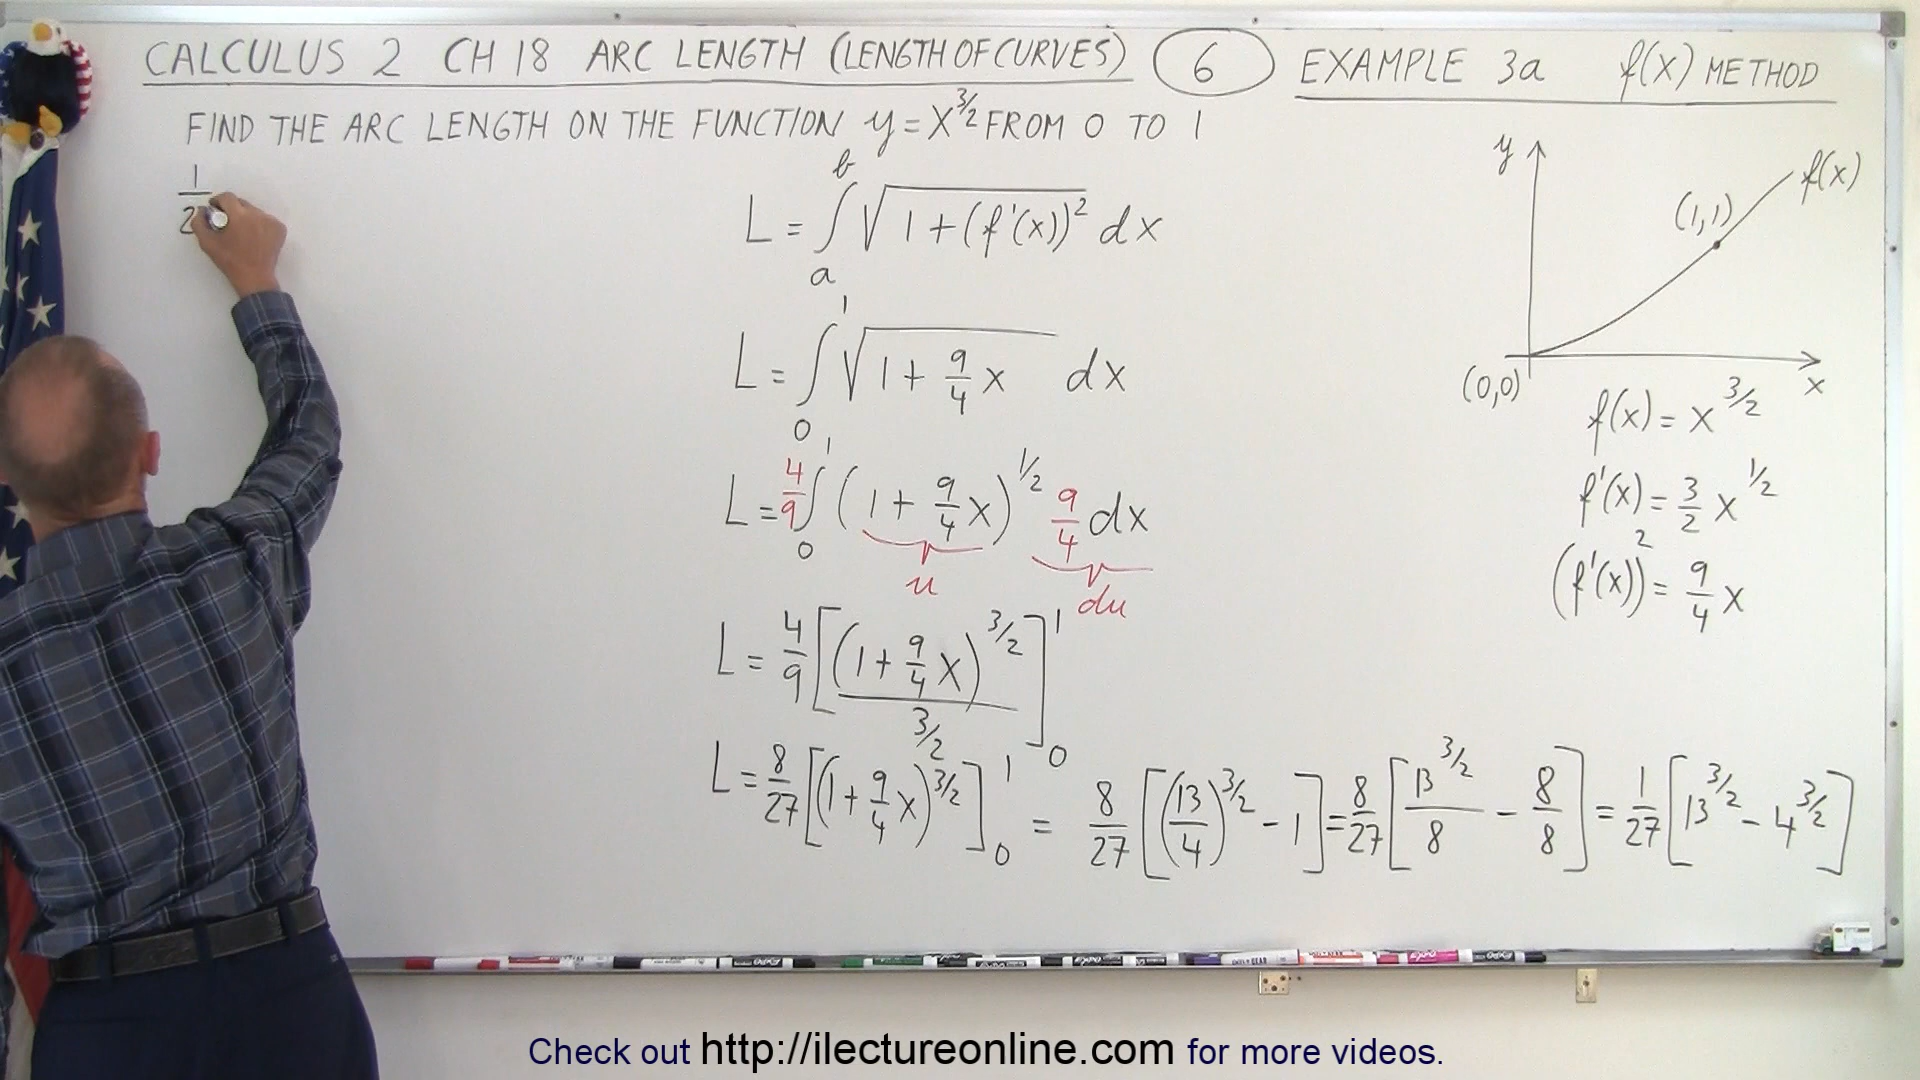 CALCULUS 2 CH 18 ARC LENGTH (LENGTH OF CURVES) 6 EXAMPLE 3a f(x) METHOD
FIND THE ARC LENGTH ON THE FUNCTION y = x^3/2 FROM 0 TO 1
1/2
L = ∫_a^b √(1 + (f'(x))²) dx
L = ∫_0^1 √(1 + 9/4 x) dx
L = 4/9 ∫_0^1 (1 + 9/4 x)^1/2 9/4 dx
u
du
L = 4/9 [(1 + 9/4 x)^3/2 / 3/2]_0^1
L = 8/27 [(1 + 9/4 x)^3/2]_0^1 = 8/27 [(13/4)^3/2 - 1] = 8/27 [13^3/2 / 8 - 8/8] = 1/27 [13^3/2 - 4^3/2]
y
f(x)
(1,1)
(0,0)
x
f(x) = x^3/2
f'(x) = 3/2 x^1/2
(f'(x))² = 9/4 x
Check out http://ilectureonline.com for more videos.